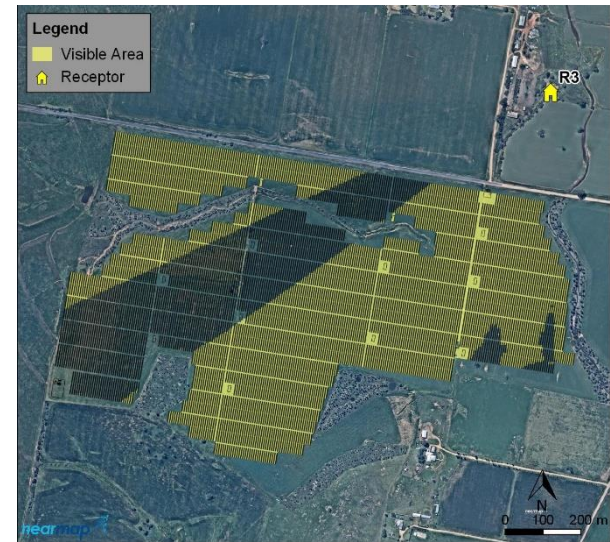 Legend
Visible Area
Receptor
R3
nearmap
N
0 100 200 m